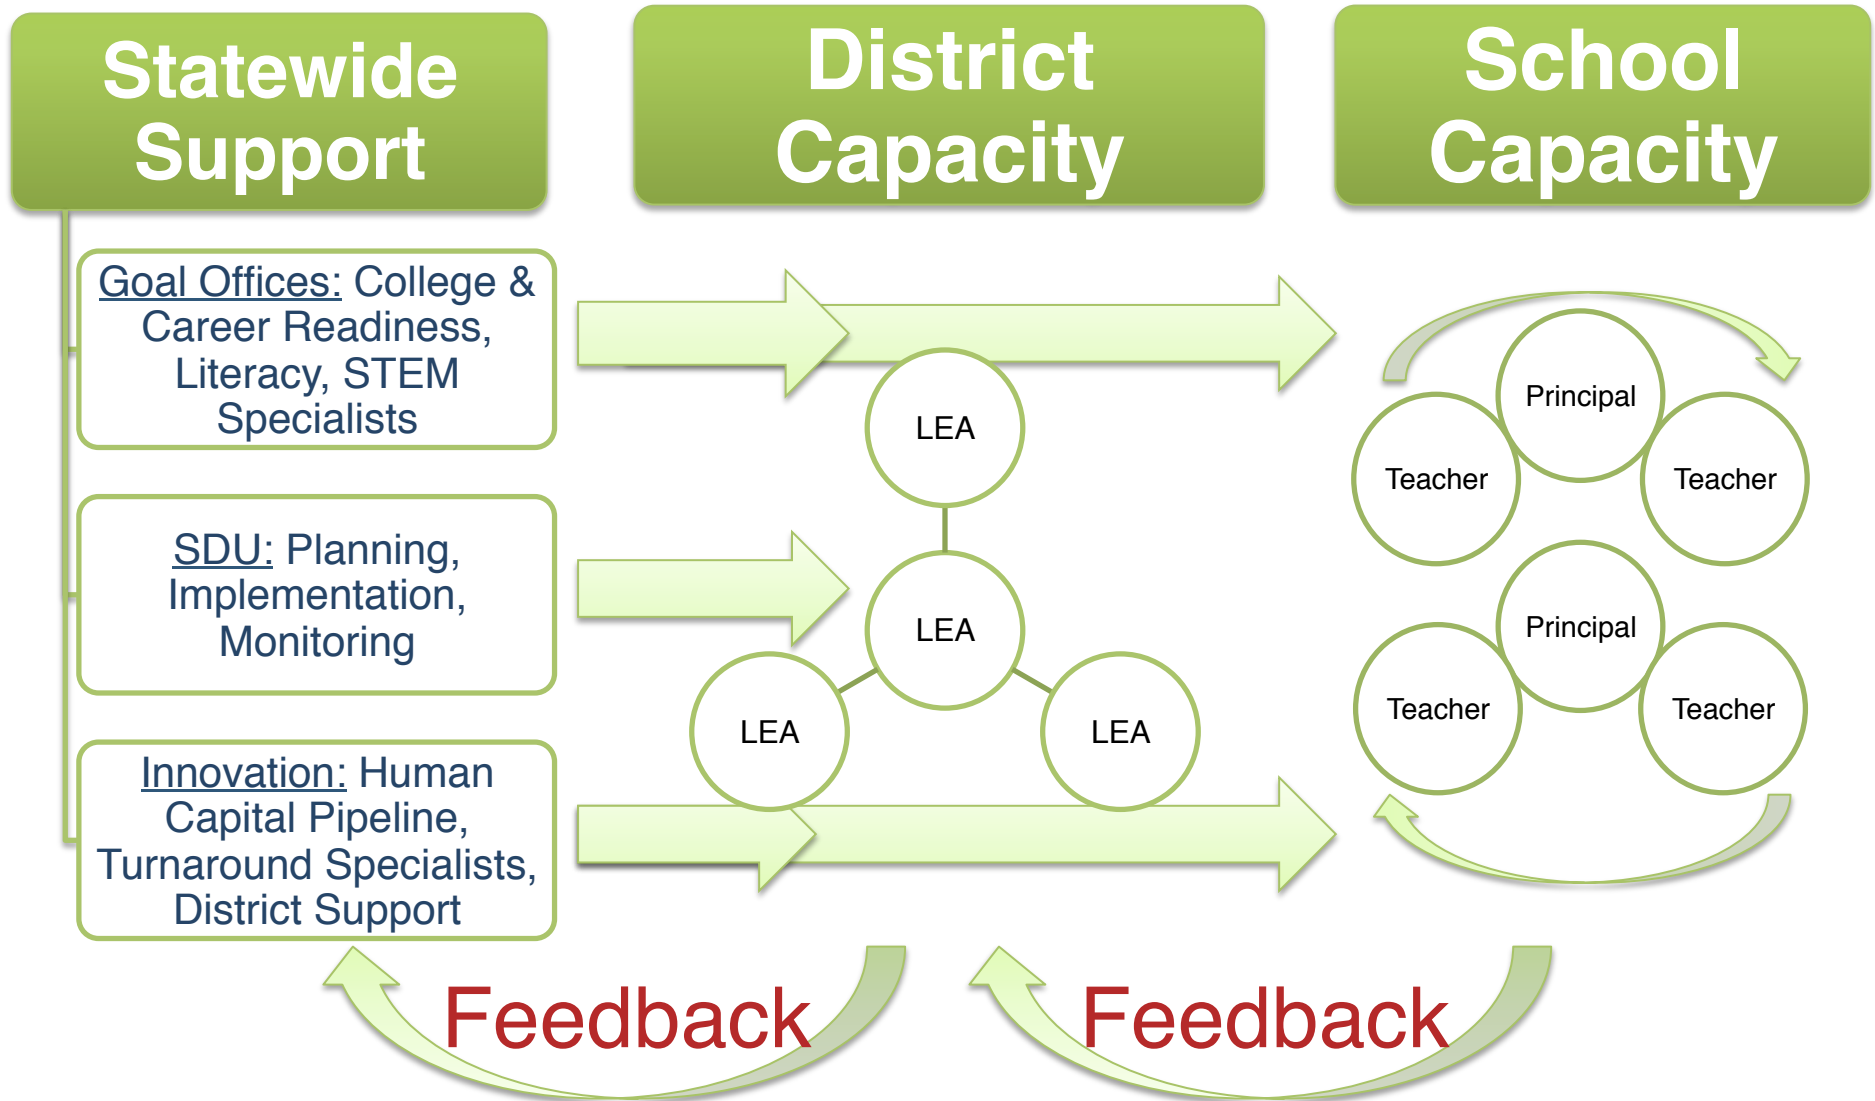 Statewide
Support
District
Capacity
School
Capacity
Goal Offices: College &
Career Readiness,
Literacy, STEM
Specialists
SDU: Planning,
Implementation,
Monitoring
Innovation: Human
Capital Pipeline,
Turnaround Specialists,
District Support
LEA
LEA
LEA
LEA
Principal
Teacher
Teacher
Principal
Teacher
Teacher
Feedback
Feedback